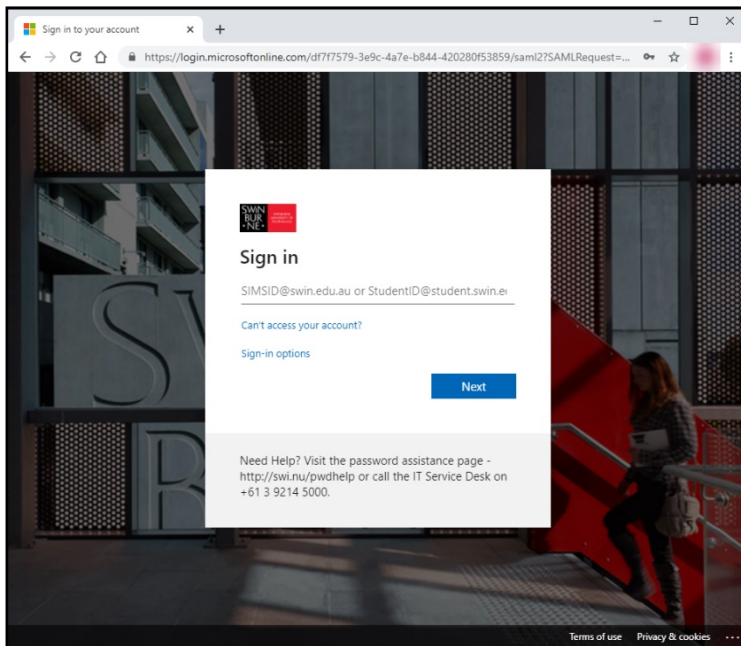 Sign in to your account
https://login.microsoftonline.com/df7f7579-3e9c-4a7e-b844-420280f53859/saml2?SAMLRequest=...
SWIN
BUR
• NE •
Sign in
SIMSID@swin.edu.au or StudentID@student.swin.e
Can't access your account?
Sign-in options
Next
Need Help? Visit the password assistance page -
http://swi.nu/pwdhelp or call the IT Service Desk on
+61 3 9214 5000.
Terms of use Privacy & cookies ...